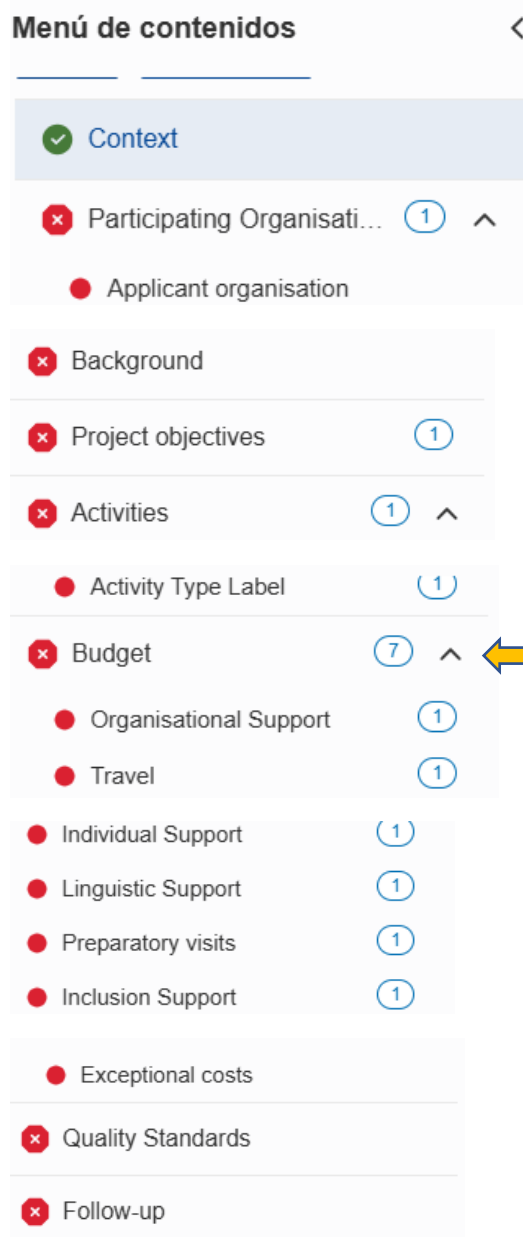 Menú de contenidos
Context
Participating Organisati... 1
Applicant organisation
Background
Project objectives 1
Activities 1
Activity Type Label 1
Budget 7
Organisational Support 1
Travel 1
Individual Support 1
Linguistic Support 1
Preparatory visits 1
Inclusion Support 1
Exceptional costs
Quality Standards
Follow-up